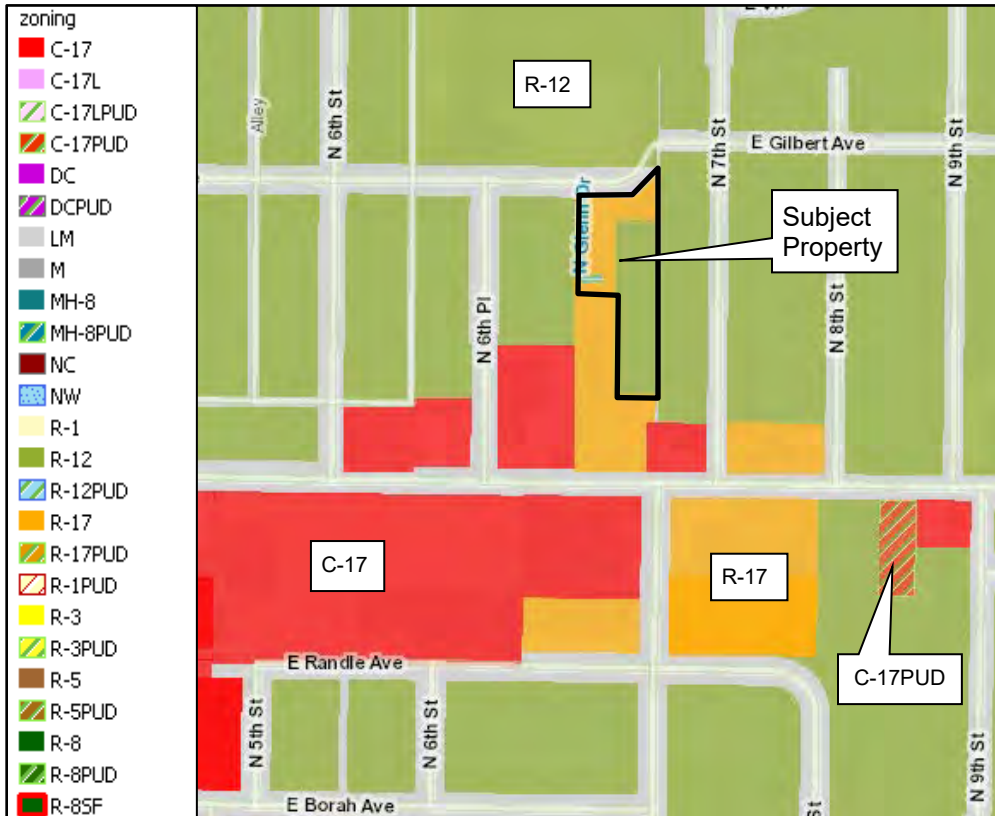 zoning
C-17
C-17L
C-17LPUD
C-17PUD
DC
DCPUD
LM
M
MH-8
MH-8PUD
NC
NW
R-1
R-12
R-12PUD
R-17
R-17PUD
R-1PUD
R-3
R-3PUD
R-5
R-5PUD
R-8
R-8PUD
R-8SF
R-12
Alley
N 6th St
N 7th St
E Gilbert Ave
N 9th St
N Glenn Dr
Subject
Property
N 6th Pl
N 8th St
C-17
R-17
C-17PUD
E Randle Ave
N 5th St
N 6th St
N 9th St
E Borah Ave
St